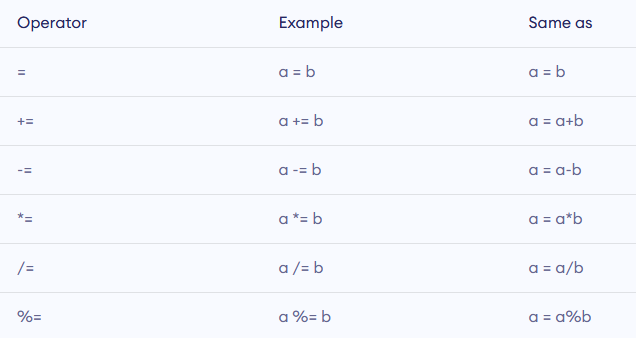 Operator Example Same as
= a = b a = b
+= a += b a = a+b
-= a -= b a = a-b
*= a *= b a = a*b
/= a /= b a = a/b
%= a %= b a = a%b